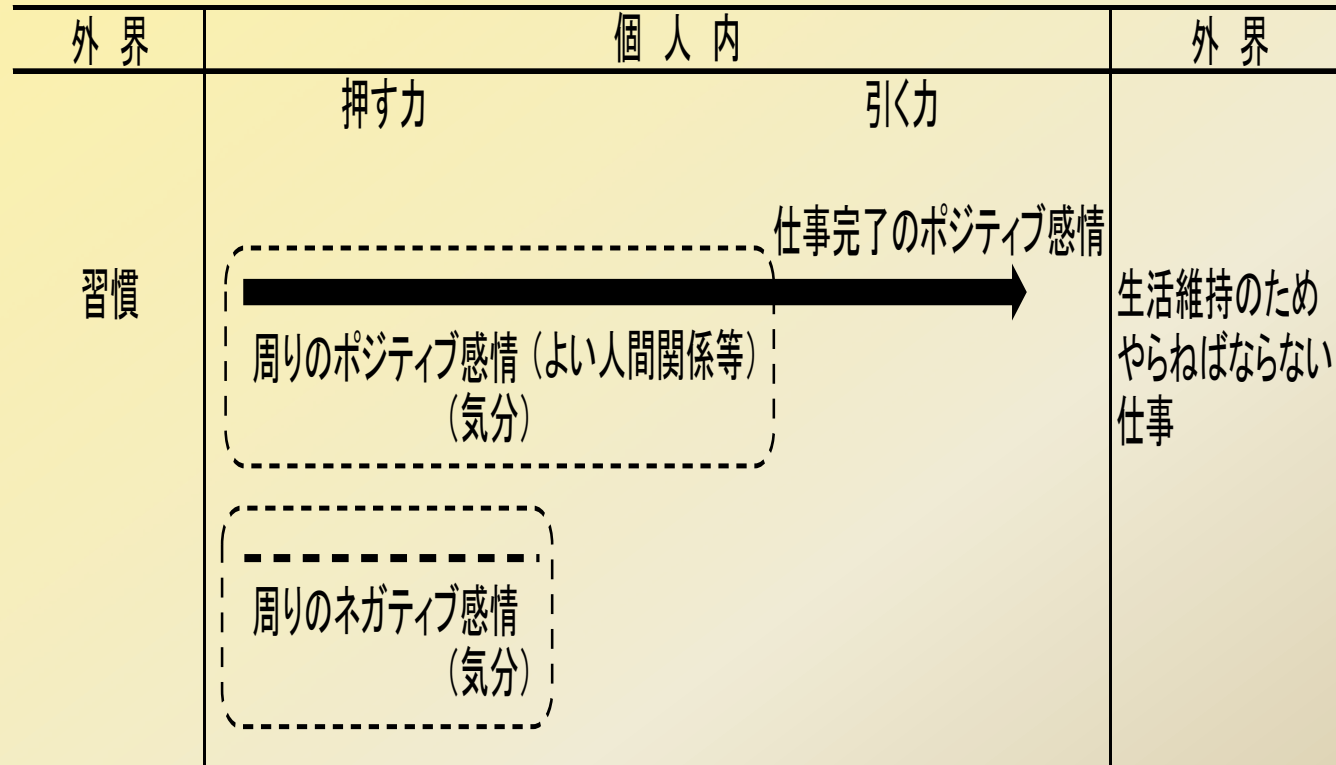 外界 個人内 外界
押す力 引く力
仕事完了のポジティブ感情
習慣
周りのポジティブ感情（よい人間関係等）
（気分）
生活維持のため
やらねばならない
仕事
周りのネガティブ感情
（気分）